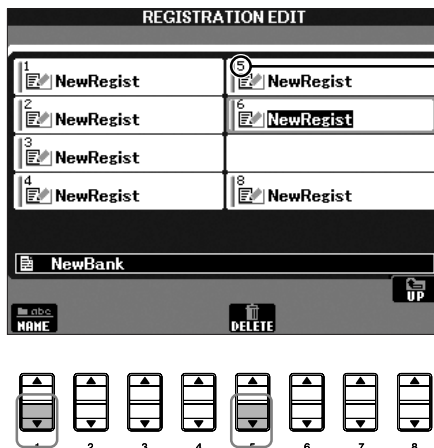 REGISTRATION EDIT
1 NewRegist
5 NewRegist
2 NewRegist
6 NewRegist
3 NewRegist
4 NewRegist
8 NewRegist
NewBank
UP
abc
NAME
DELETE
1 2 3 4 5 6 7 8